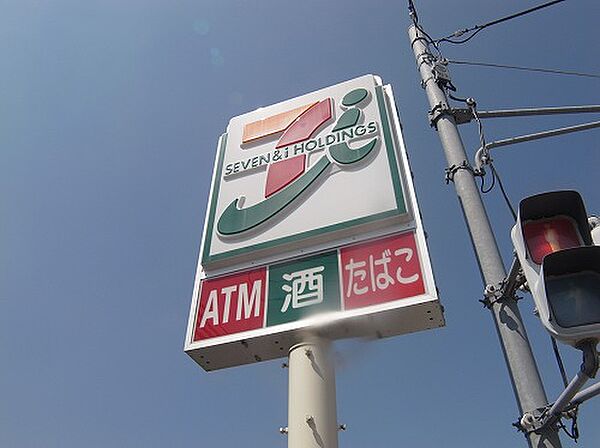 SEVEN & i HOLDINGS
ATM 酒 たばこ